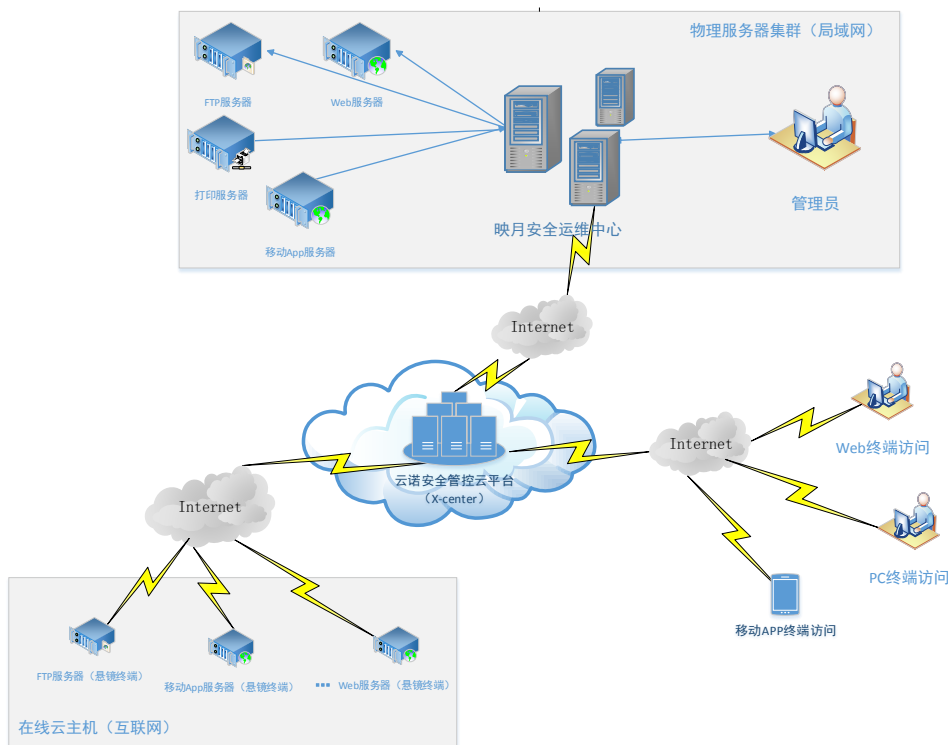 物理服务器集群（局域网）
FTP服务器
Web服务器
打印服务器
管理员
映月安全运维中心
移动App服务器
Internet
Internet
Web终端访问
云诺安全管控云平台
（X-center）
Internet
PC终端访问
移动APP终端访问
FTP服务器（悬镜终端）
移动App服务器（悬镜终端）
Web服务器（悬镜终端）
在线云主机（互联网）